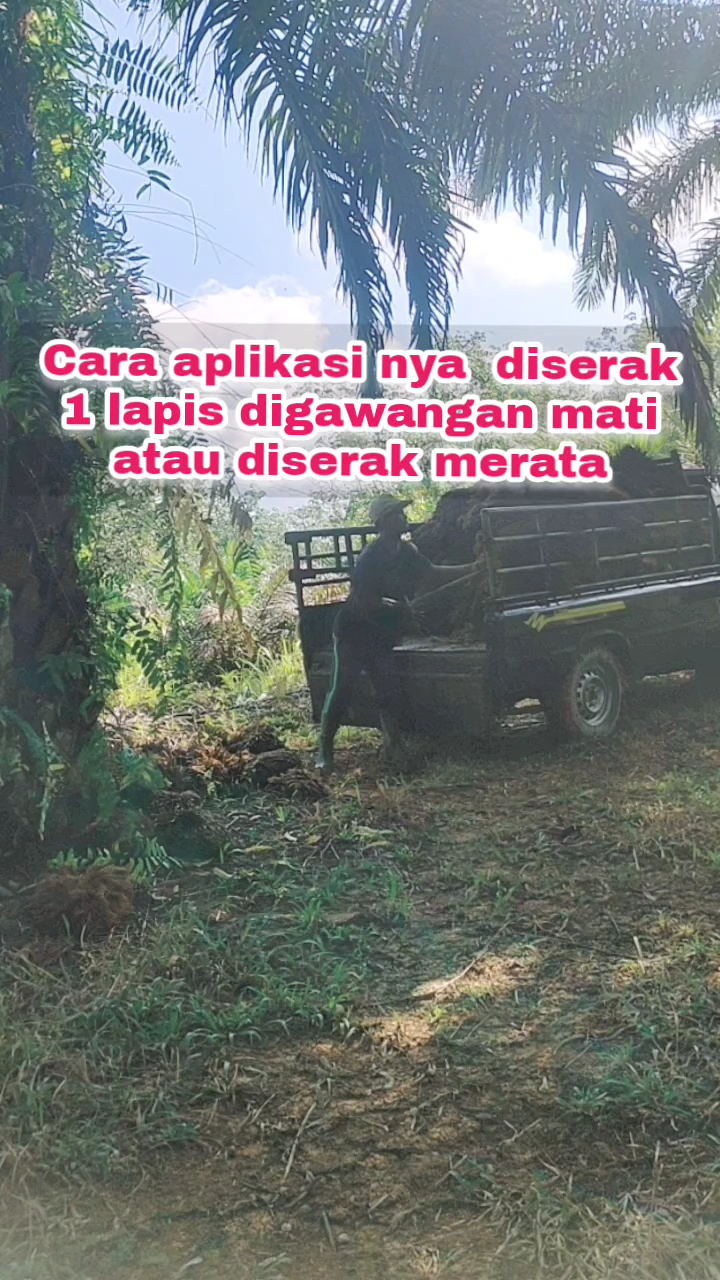 Cara aplikasi nya diserak
1 lapis digawangan mati
atau diserak merata